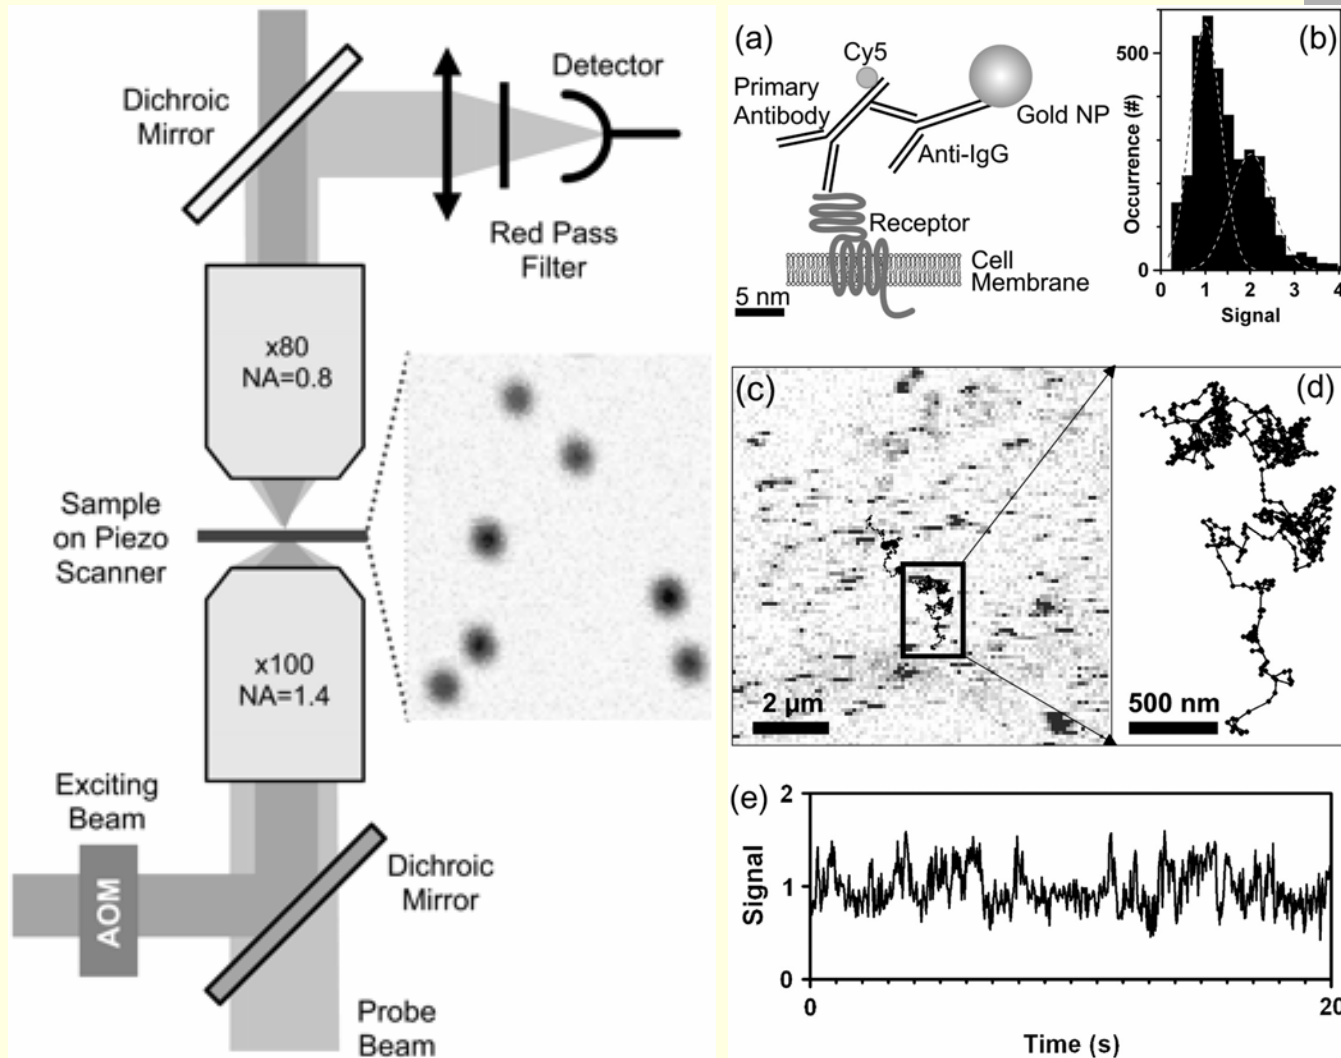 Dichroic
Mirror
Detector
Red Pass
Filter
x80
NA=0.8
Sample
on Piezo
Scanner
x100
NA=1.4
Exciting
Beam
AOM
Dichroic
Mirror
Probe
Beam
(a)
Cy5
Primary
Antibody
Gold NP
Anti-IgG
Receptor
Cell
Membrane
5 nm
(b)
Occurrence (#)
500
0
0 1 2 3 4
Signal
(c)
2 µm
(d)
500 nm
(e)
Signal
2
1
0
0 20
Time (s)